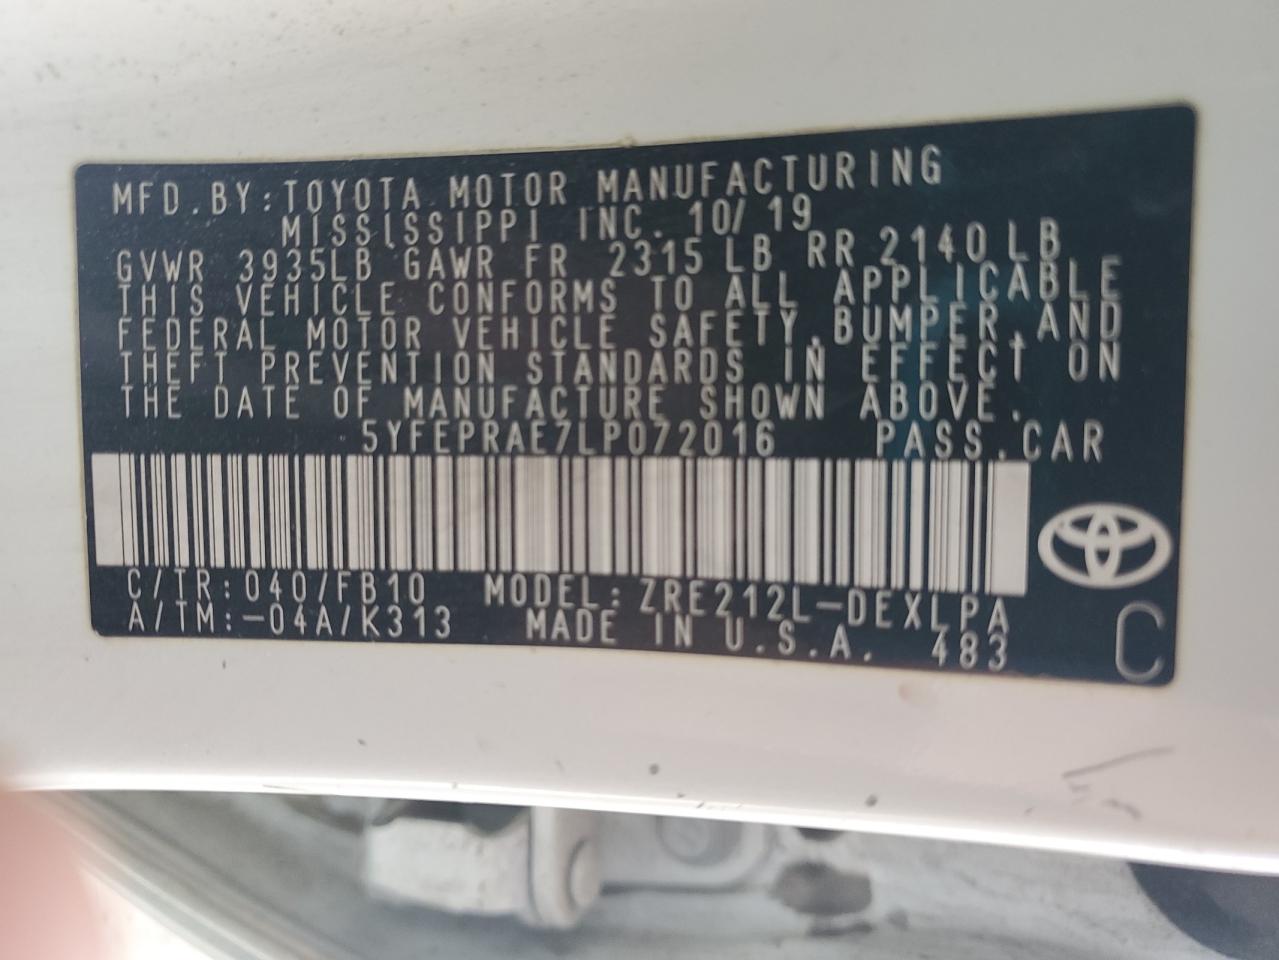 MFD.BY:TOYOTA MOTOR MANUFACTURING
MISSISSIPPI INC. 10/19
GVWR 3935LB GAWR FR 2315 LB RR 2140LB
THIS VEHICLE CONFORMS TO ALL APPLICABLE
FEDERAL MOTOR VEHICLE SAFETY,BUMPER,AND
THEFT PREVENTION STANDARDS IN EFFECT ON
THE DATE OF MANUFACTURE SHOWN ABOVE.
5YFEPRAE7LP072016 PASS.CAR
C/TR:040/FB10 MODEL:ZRE212L-DEXLPA
A/TM:-04A/K313 MADE IN U.S.A. 483
C